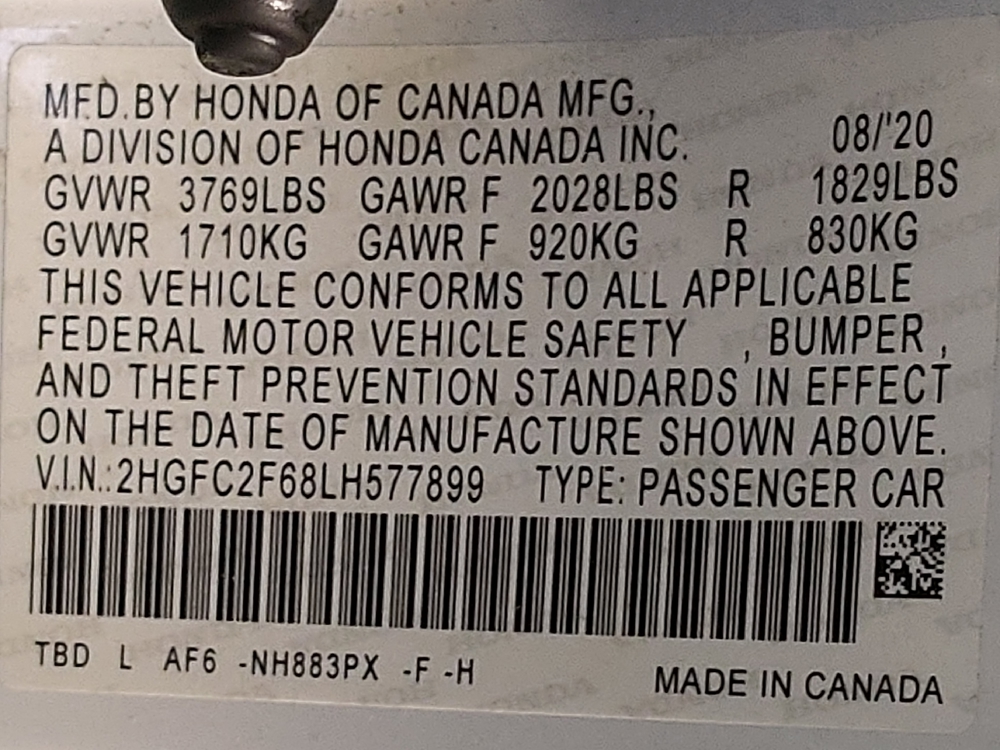 MFD. BY HONDA OF CANADA MFG.,
A DIVISION OF HONDA CANADA INC. 08/'20
GVWR 3769LBS GAWR F 2028LBS R 1829LBS
GVWR 1710KG GAWR F 920KG R 830KG
THIS VEHICLE CONFORMS TO ALL APPLICABLE
FEDERAL MOTOR VEHICLE SAFETY , BUMPER ,
AND THEFT PREVENTION STANDARDS IN EFFECT
ON THE DATE OF MANUFACTURE SHOWN ABOVE.
V.I.N.:2HGFC2F68LH577899 TYPE: PASSENGER CAR
TBD L AF6 -NH883PX -F -H
MADE IN CANADA